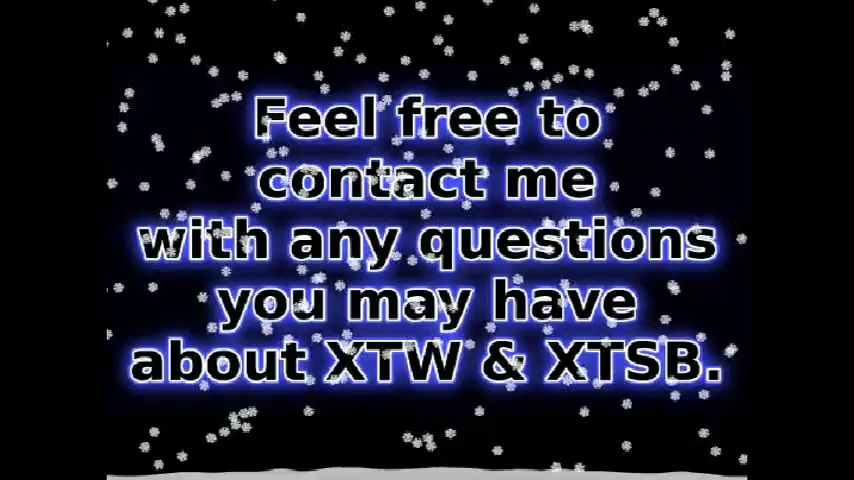 Feel free to
contact me
with any questions
you may have
about XTW & XTSB.